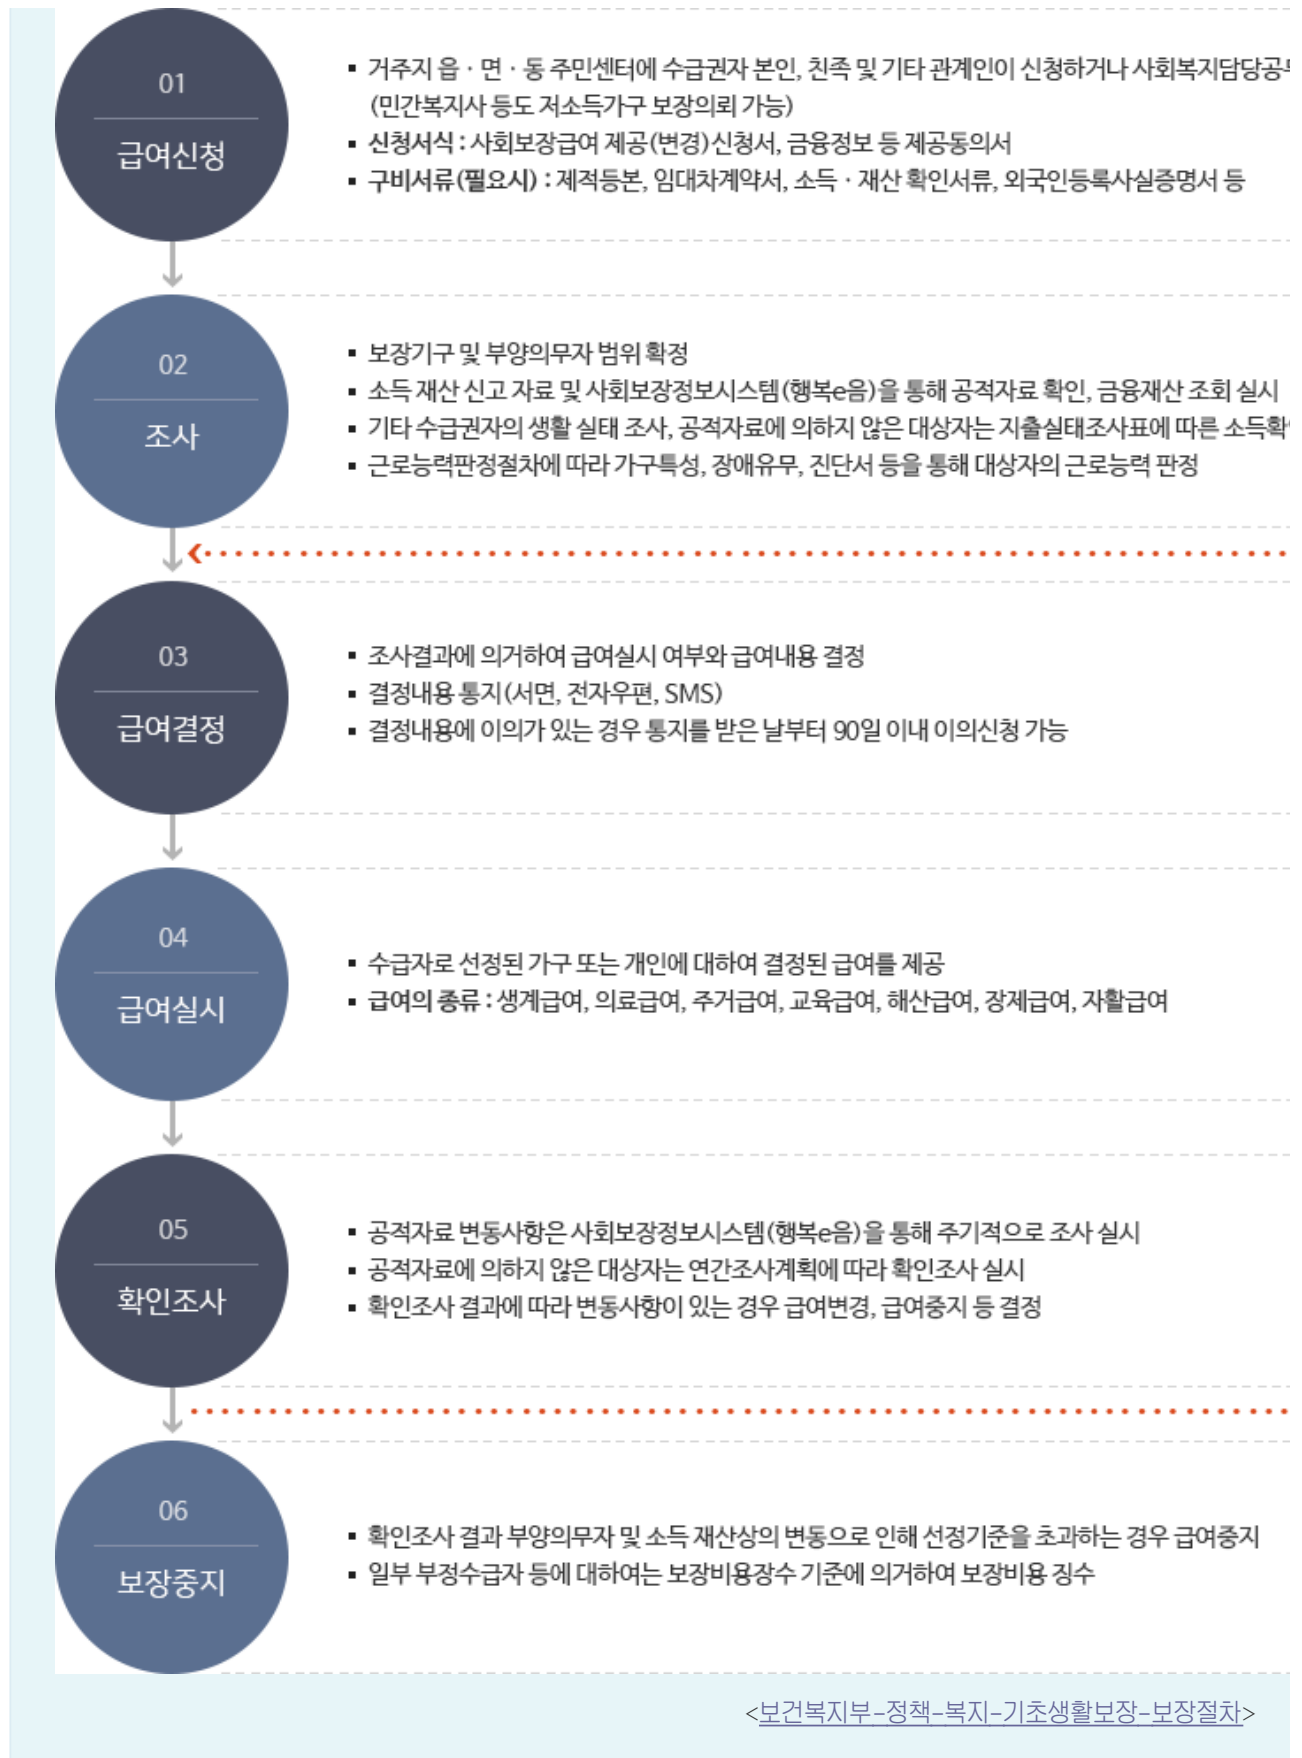 01
급여신청
▪ 거주지 읍 · 면 · 동 주민센터에 수급권자 본인, 친족 및 기타 관계인이 신청하거나
(민간복지사 등도 저소득가구 보장의뢰 가능)
▪ 신청서식 : 사회보장급여 제공(변경)신청서, 금융정보 등 제공동의서
▪ 구비서류(필요시) : 제적등본, 임대차계약서, 소득 · 재산 확인서류, 외국인등록사실증명서 등
02
조사
▪ 보장기구 및 부양의무자 범위 확정
▪ 소득 재산 신고 자료 및 사회보장정보시스템(행복e음)을 통해 공적자료 확인, 금융재산 조회 실시
▪ 기타 수급권자의 생활 실태 조사, 공적자료에 의하지 않은 대상자는 지출실태조사표에 따른
▪ 근로능력판정절차에 따라 가구특성, 장애유무, 진단서 등을 통해 대상자의 근로능력 판정
03
급여결정
▪ 조사결과에 의거하여 급여실시 여부와 급여내용 결정
▪ 결정내용 통지(서면, 전자우편, SMS)
▪ 결정내용에 이의가 있는 경우 통지를 받은 날부터 90일 이내 이의신청 가능
04
급여실시
▪ 수급자로 선정된 가구 또는 개인에 대하여 결정된 급여를 제공
▪ 급여의 종류 : 생계급여, 의료급여, 주거급여, 교육급여, 해산급여, 장제급여, 자활급여
05
확인조사
▪ 공적자료 변동사항은 사회보장정보시스템(행복e음)을 통해 주기적으로 조사 실시
▪ 공적자료에 의하지 않은 대상자는 연간조사계획에 따라 확인조사 실시
▪ 확인조사 결과에 따라 변동사항이 있는 경우 급여변경, 급여중지 등 결정
06
보장중지
▪ 확인조사 결과 부양의무자 및 소득 재산상의 변동으로 인해 선정기준을 초과하는 경우 급여중지
▪ 일부 부정수급자 등에 대하여는 보장비용장수 기준에 의거하여 보장비용 징수
<보건복지부-정책-복지-기초생활보장-보장절차>